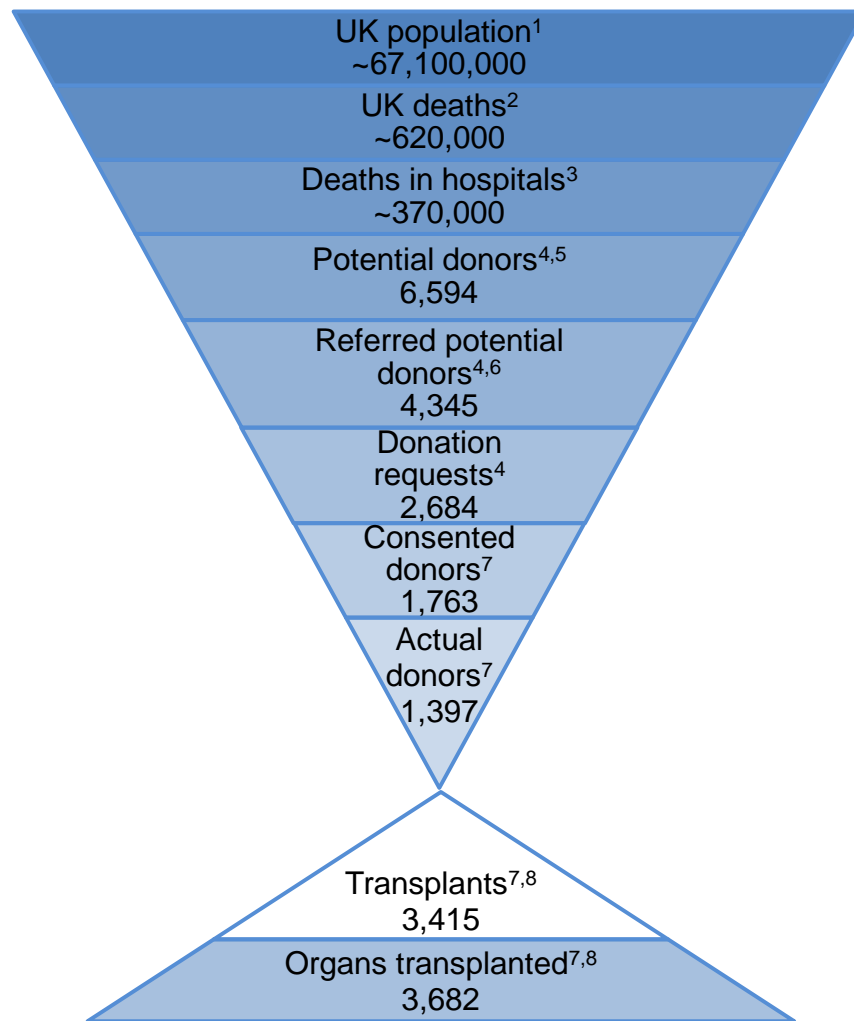 UK population¹
~67,100,000
UK deaths²
~620,000
Deaths in hospitals³
~370,000
Potential donors⁴,⁵
6,594
Referred potential
donors⁴,⁶
4,345
Donation
requests⁴
2,684
Consented
donors⁷
1,763
Actual
donors⁷
1,397
Transplants⁷,⁸
3,415
Organs transplanted⁷,⁸
3,682